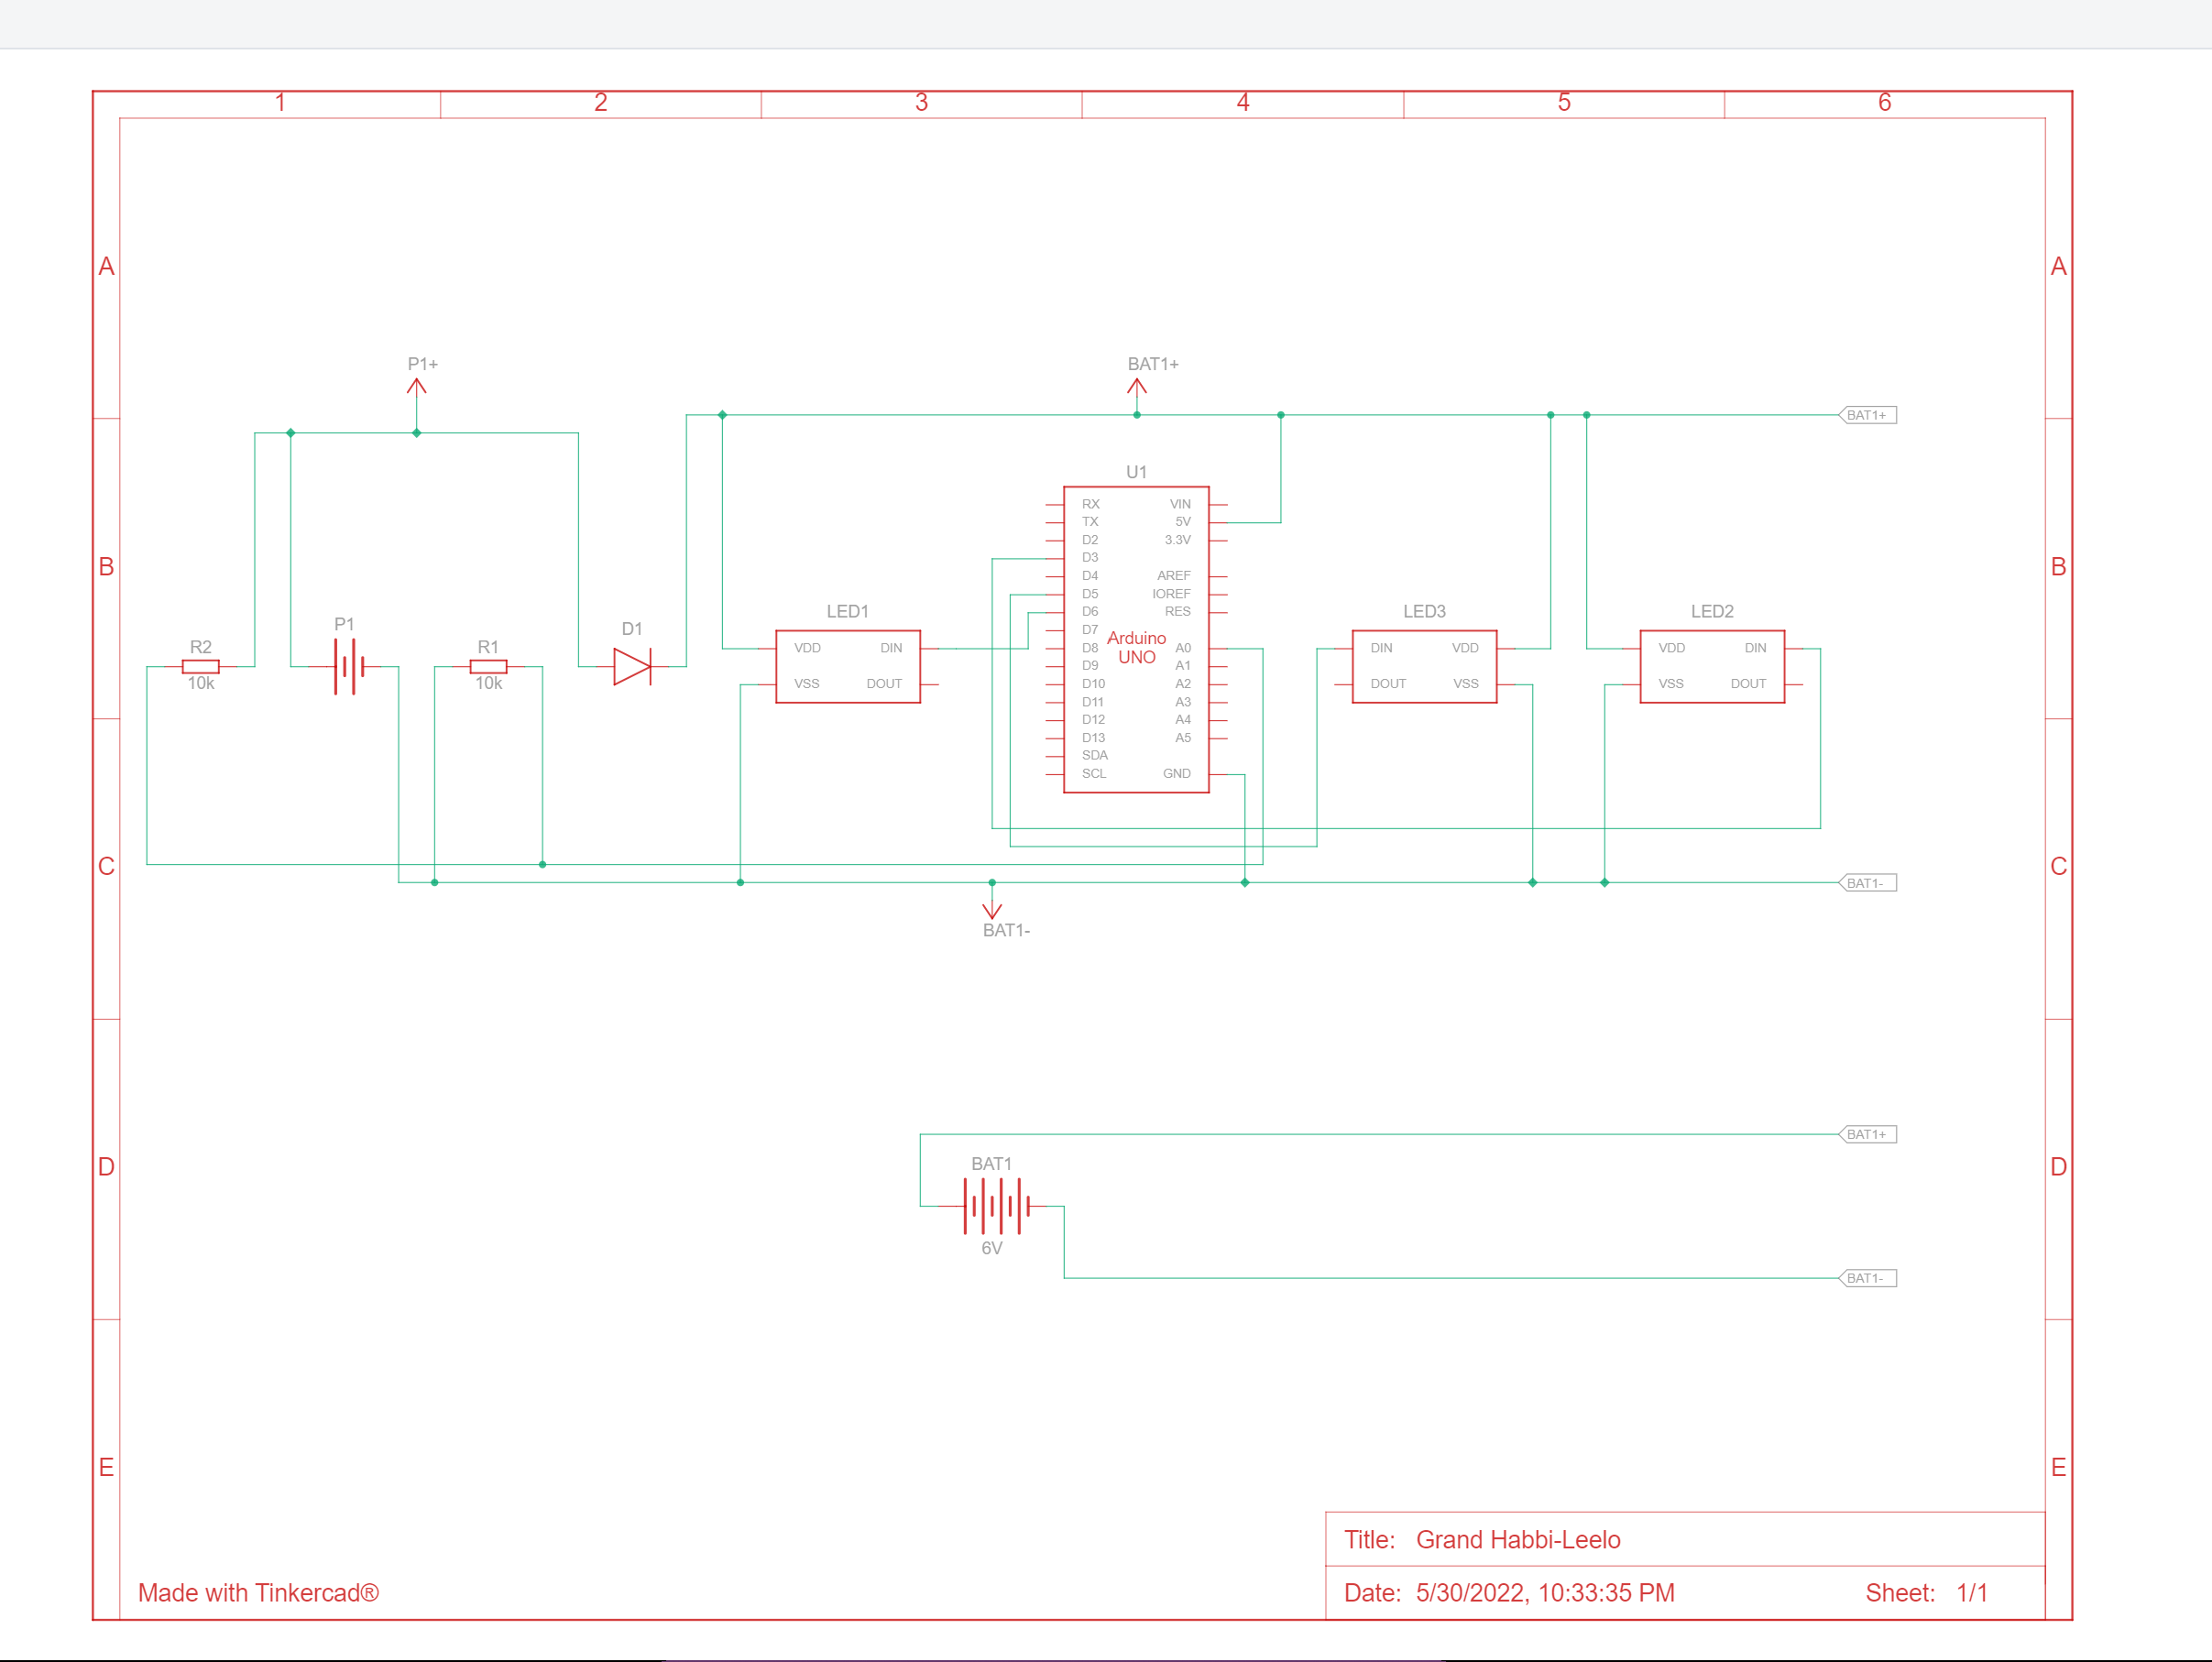 1 2 3 4 5 6
A A
P1+ BAT1+
BAT1+
U1
RX VIN
TX 5V
D2 3.3V
D3
B B
D4 AREF
D5 IOREF
D6 RES
LED1 LED3 LED2
P1 D1
D7
Arduino
UNO
R2 R1
10k 10k
VDD DIN
VSS DOUT
D8 A0
D9 A1
D10 A2
D11 A3
D12 A4
D13 A5
SDA
SCL GND
DIN VDD
DOUT VSS
VDD DIN
VSS DOUT
C C
BAT1-
BAT1-
BAT1+
D D
BAT1
6V
BAT1-
E E
Title: Grand Habbi-Leelo
Made with Tinkercad®
Date: 5/30/2022, 10:33:35 PM Sheet: 1/1